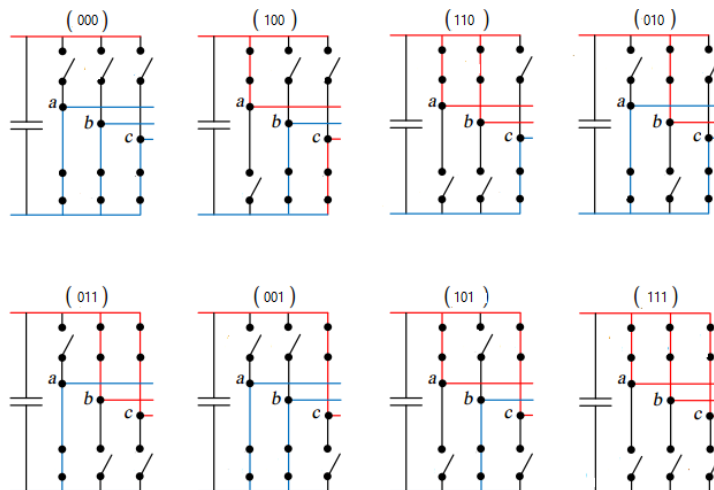 (000) (100) (110) (010)
a a a a
b b b b
c c c c
(011) (001) (101) (111)
a a a a
b b b b
c c c c